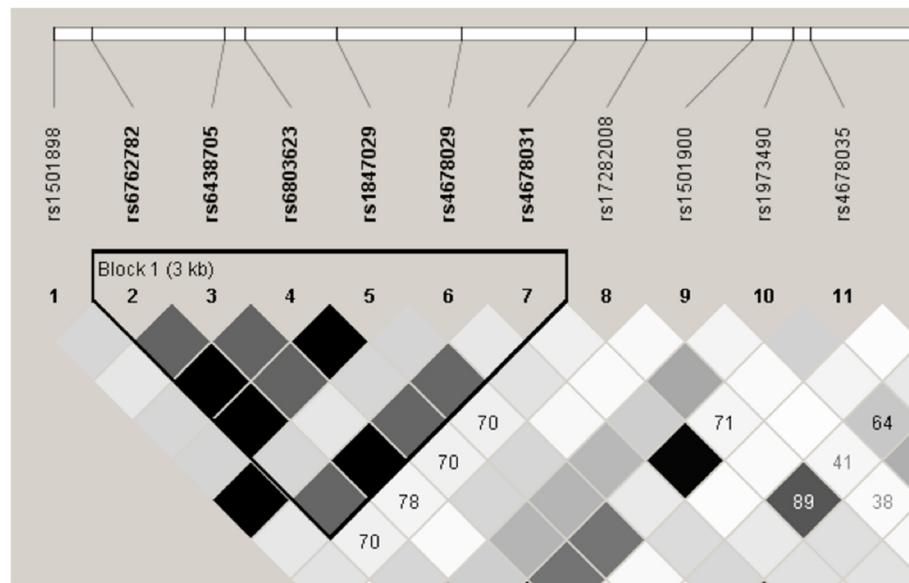 rs1501898
rs6762782
rs6438705
rs6803623
rs1847029
rs4678029
rs4678031
rs17282008
rs1501900
rs1973490
rs4678035
Block 1 (3 kb)
1 2 3 4 5 6 7 8 9 10 11
70 71 64
70 41
78 89 38
70